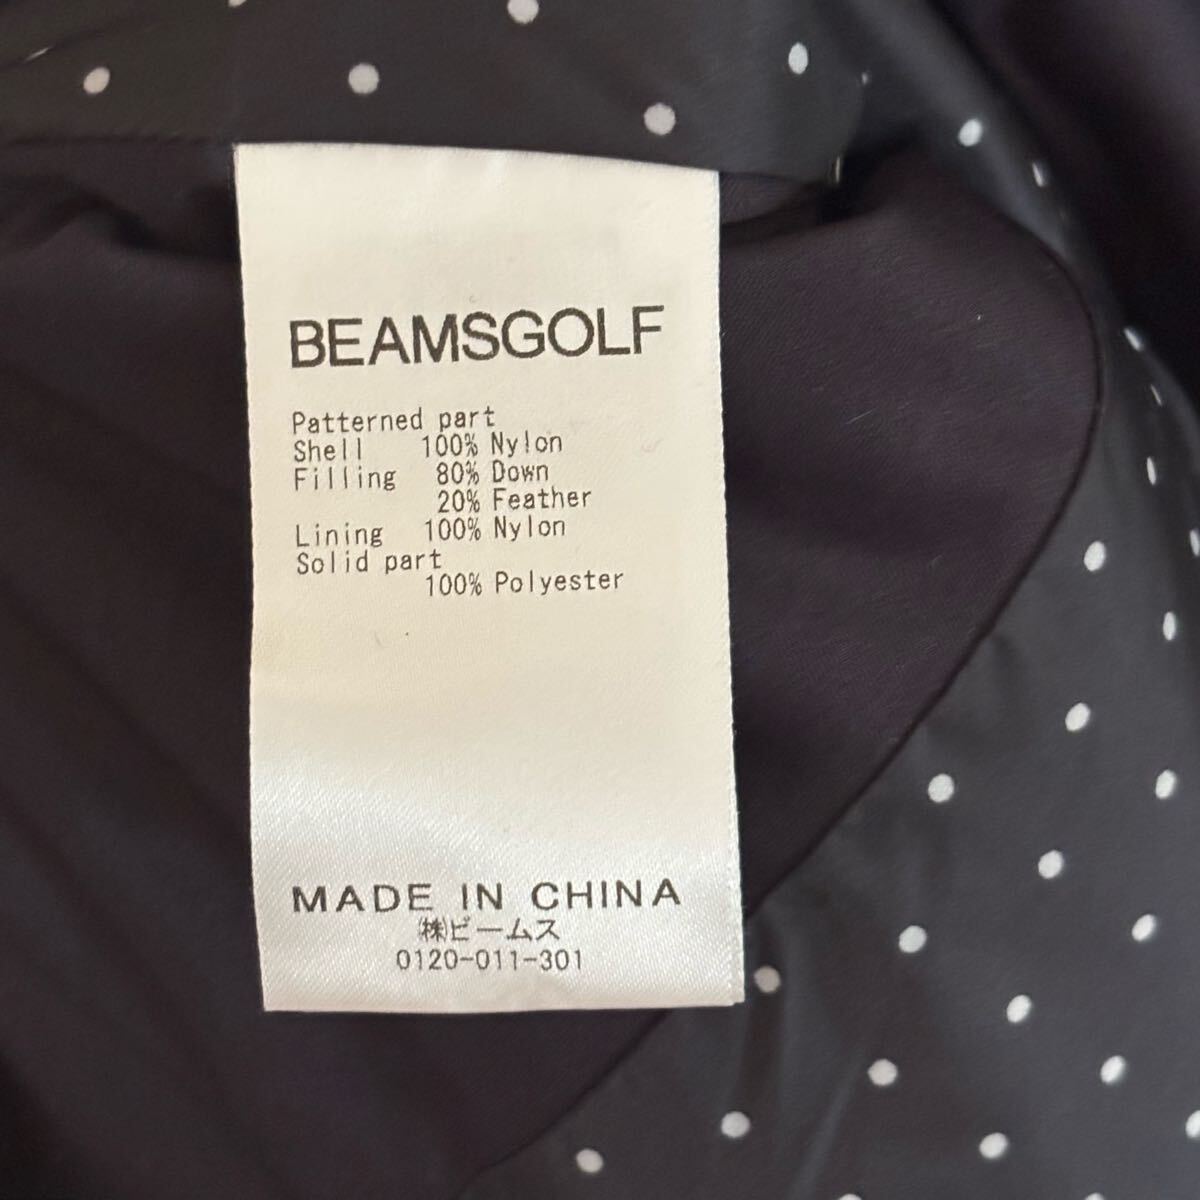 BEAMSGOLF
Patterned part
Shell 100% Nylon
Filling 80% Down
20% Feather
Lining 100% Nylon
Solid part
100% Polyester
MADE IN CHINA
㈱ビームス
0120-011-301